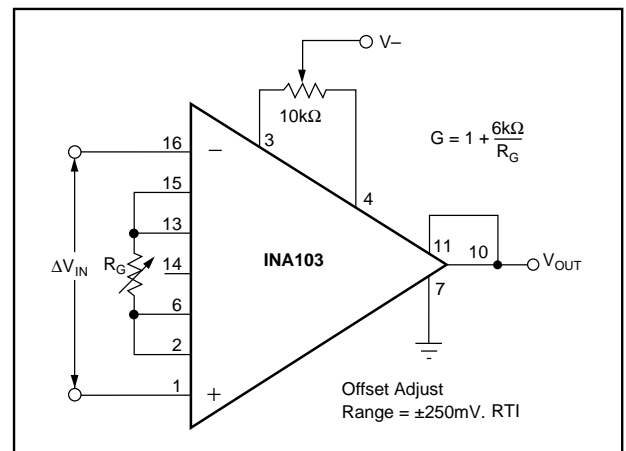 V–
10kΩ
G = 1 + 6kΩ
R_G
3
16
–
4
15
13
11
10
ΔV_IN
R_G
14
INA103
V_OUT
7
6
2
1
+
Offset Adjust
Range = ±250mV. RTI